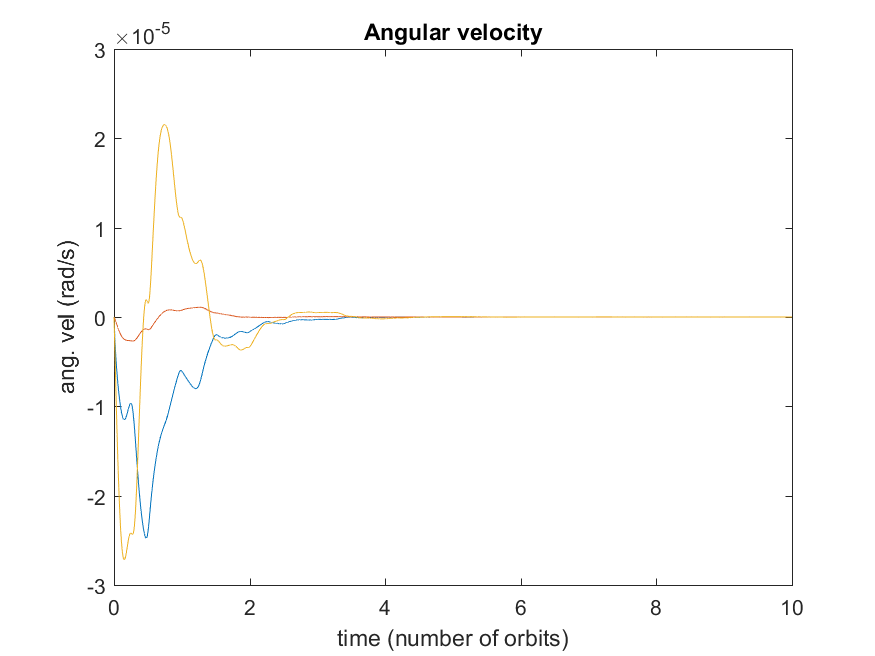 Angular velocity
×10-5
3
2
1
0
-1
-2
-3
ang. vel (rad/s)
0 2 4 6 8 10
time (number of orbits)